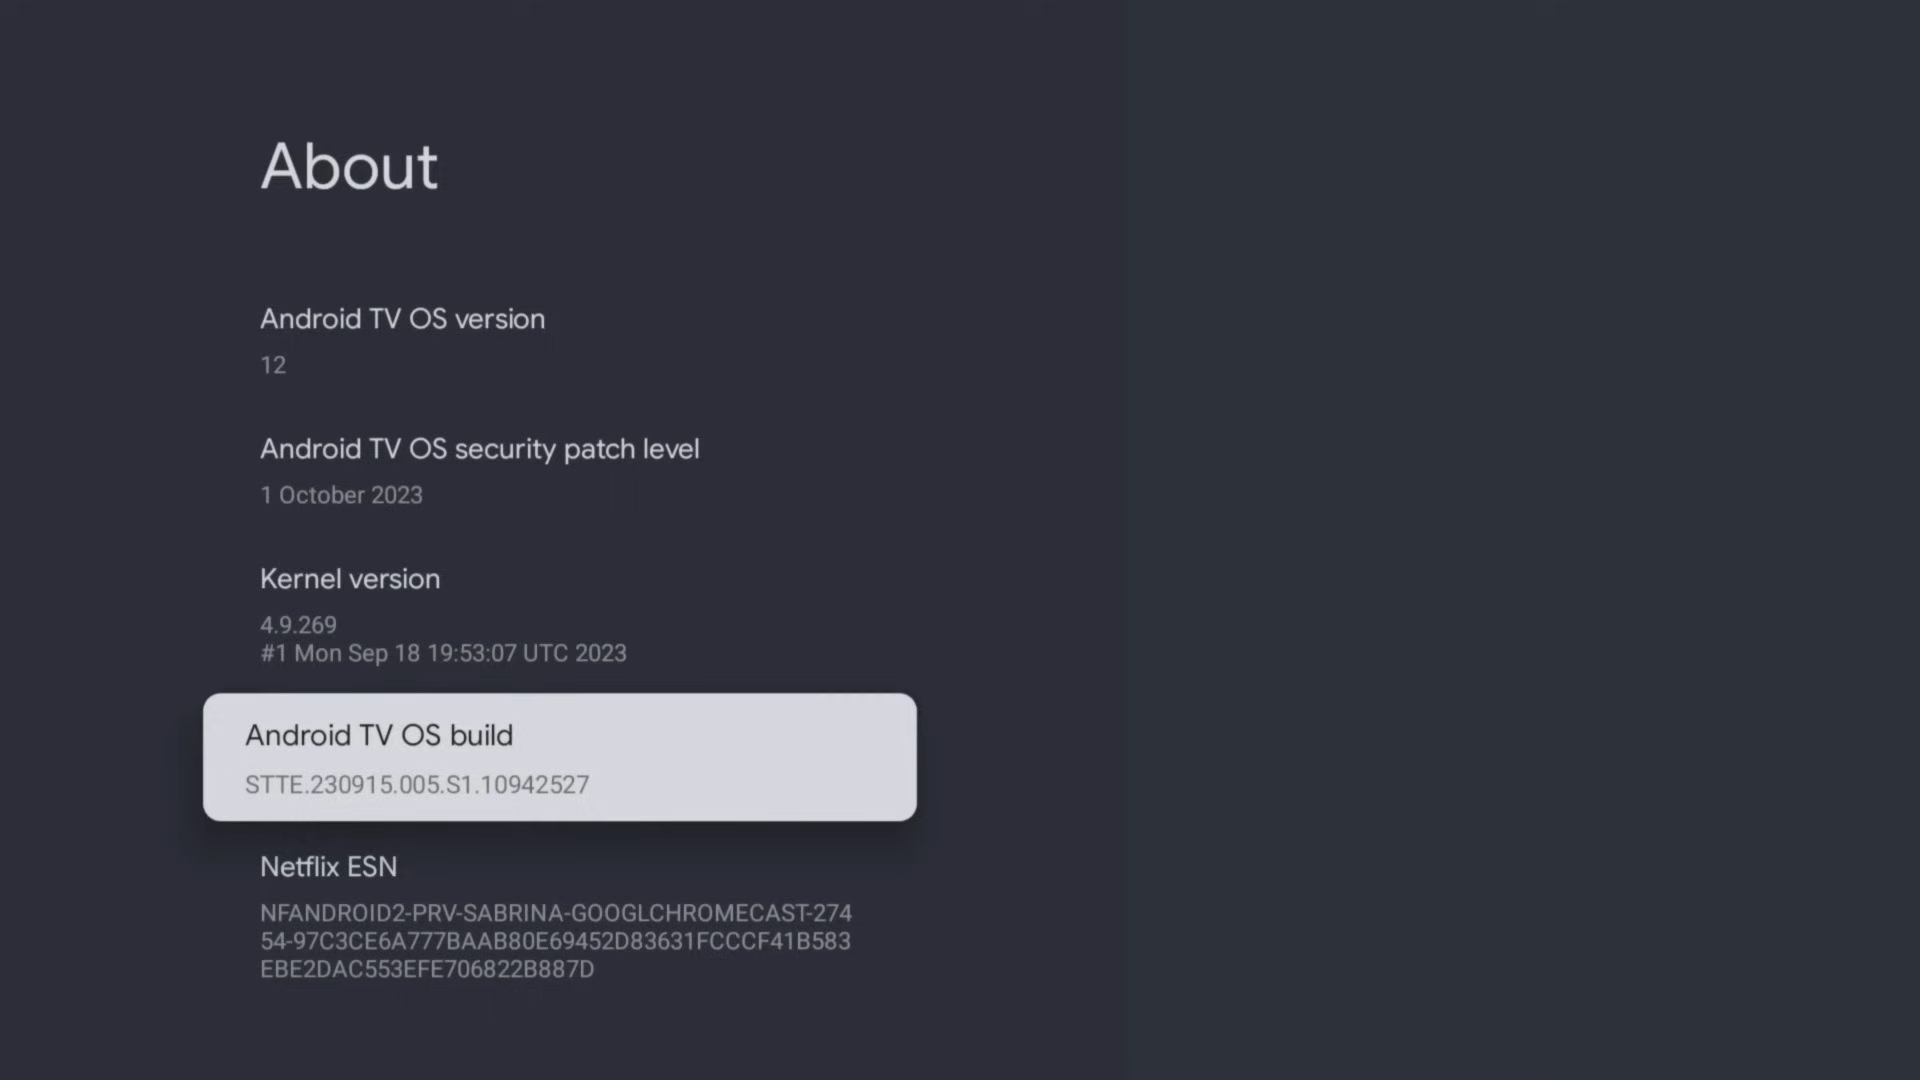 About
Android TV OS version
12
Android TV OS security patch level
1 October 2023
Kernel version
4.9.269
#1 Mon Sep 18 19:53:07 UTC 2023
Android TV OS build
STTE.230915.005.S1.10942527
Netflix ESN
NFANDROID2-PRV-SABRINA-GOOGLCHROMECAST-274
54-97C3CE6A777BAAB80E69452D83631FCCCF41B583
EBE2DAC553EFE706822B887D